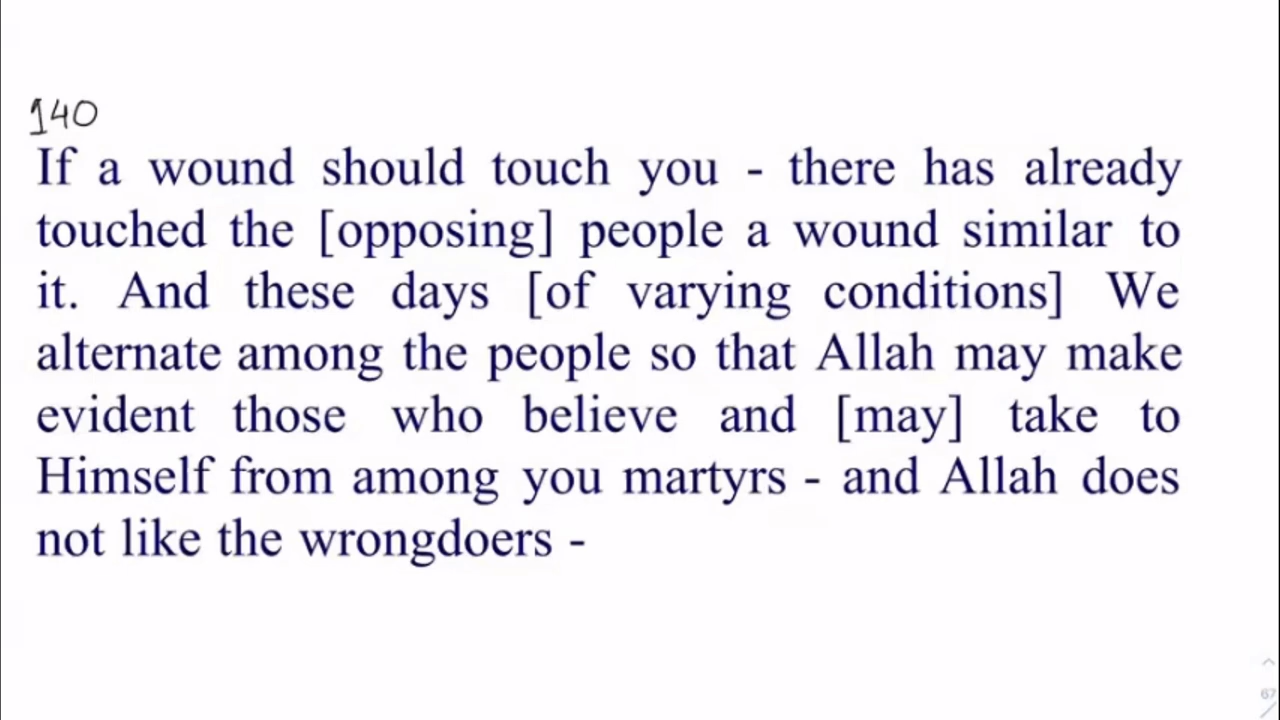 140
If a wound should touch you - there has already
touched the [opposing] people a wound similar to
it. And these days [of varying conditions] We
alternate among the people so that Allah may make
evident those who believe and [may] take to
Himself from among you martyrs - and Allah does
not like the wrongdoers -
67